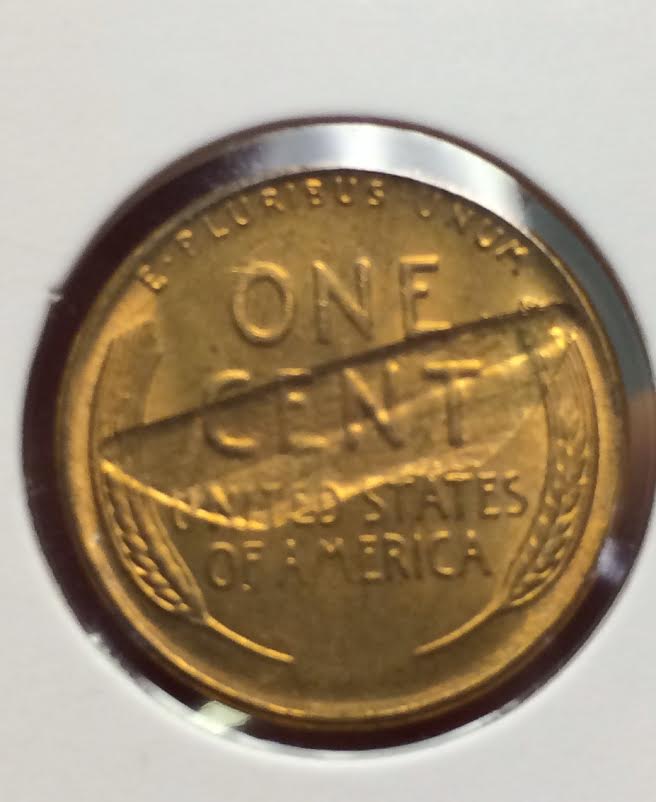 E·PLURIBUS UNUM
ONE
CENT
UNITED STATES
OF AMERICA